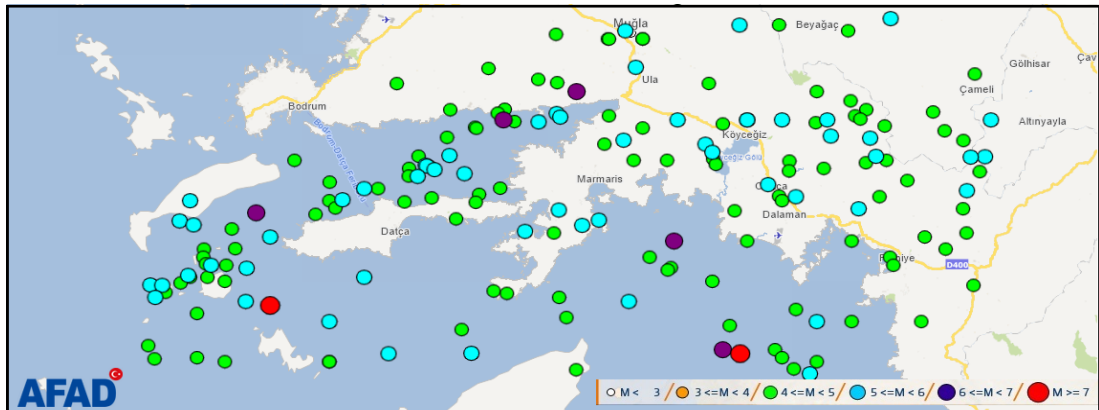 Muğla
Beyağaç
Gölhisar
Çav
Ula
Çameli
Bodrum
Altınyayla
Köyceğiz
Marmaris
Dalaman
Datça
D400
AFAD
M < 3 / 3 <=M < 4 / 4 <=M < 5 / 5 <=M < 6 / 6 <=M < 7 / M >= 7